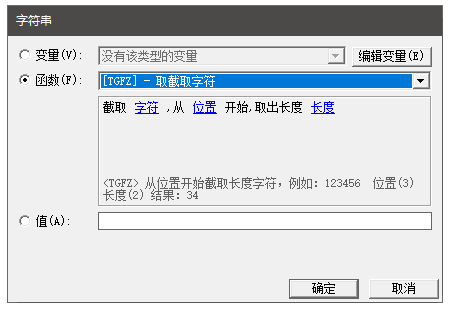 字符串
变量(V):
没有该类型的变量
编辑变量(E)
函数(F):
[TGFZ] - 取截取字符
截取 字符 ,从 位置 开始,取出长度 长度
<TGFZ> 从位置开始截取长度字符，例如：123456 位置(3)
长度(2) 结果：34
值(A):
确定
取消